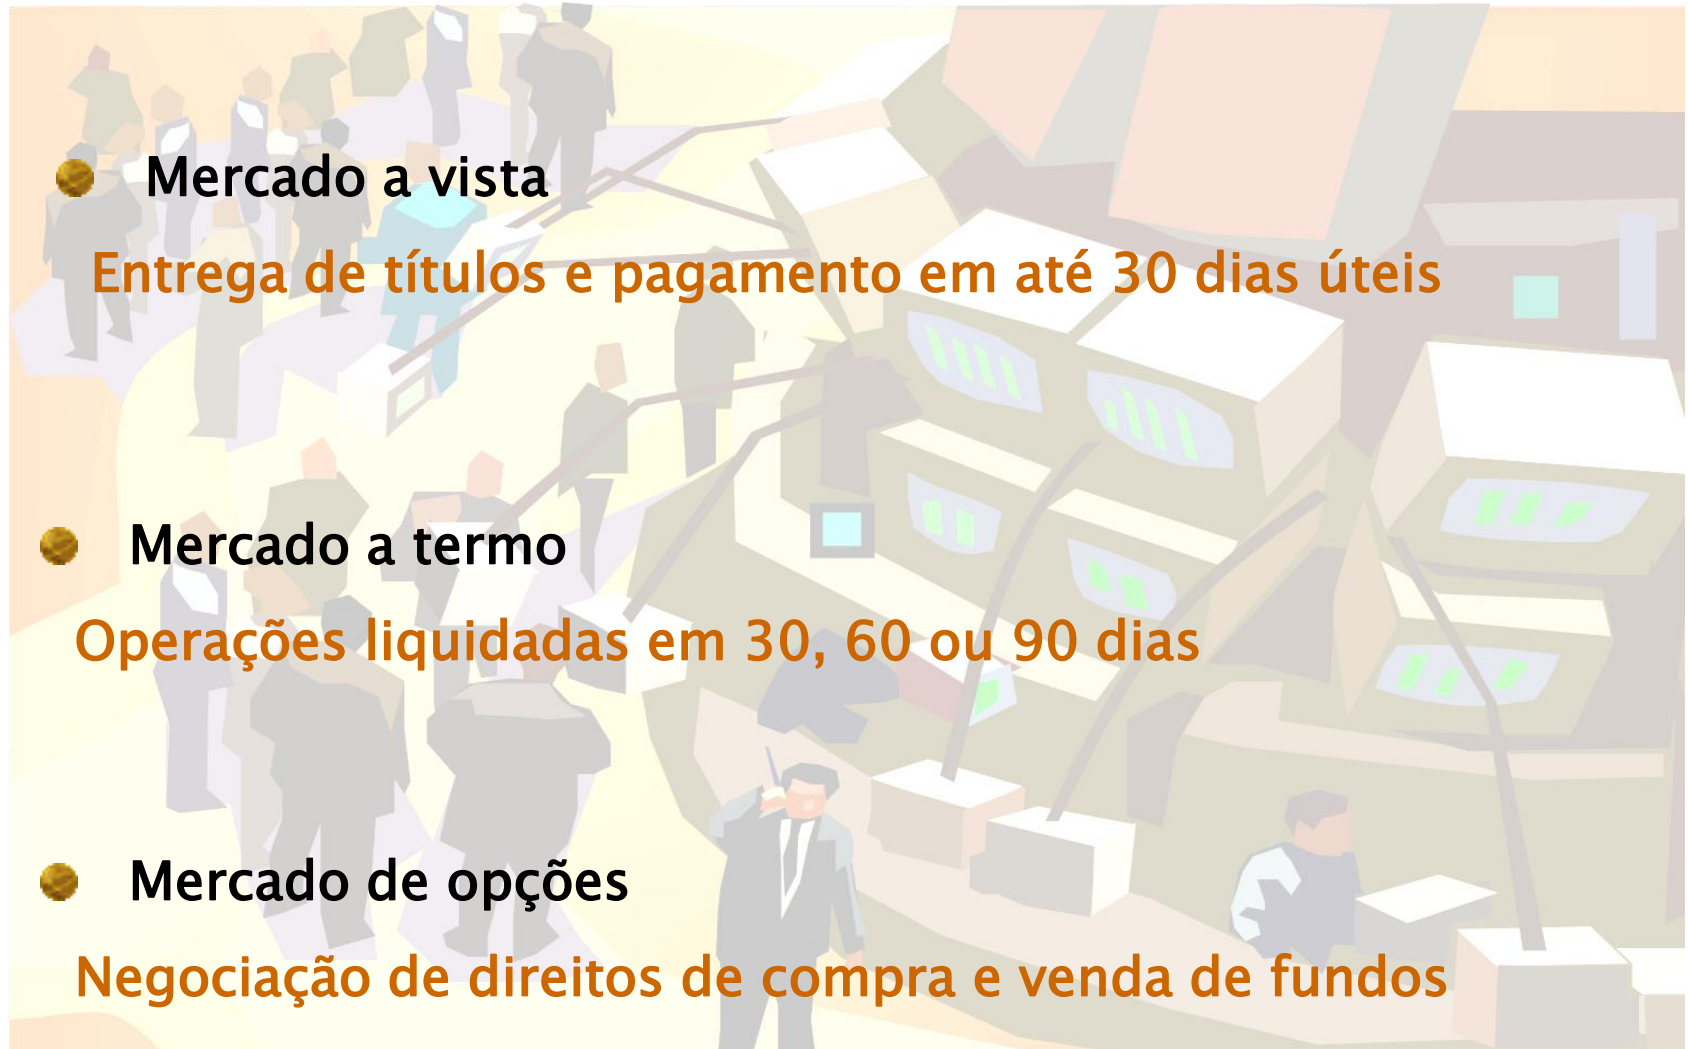 Mercado a vista
Entrega de títulos e pagamento em até 30 dias úteis
Mercado a termo
Operações liquidadas em 30, 60 ou 90 dias
Mercado de opções
Negociação de direitos de compra e venda de fundos